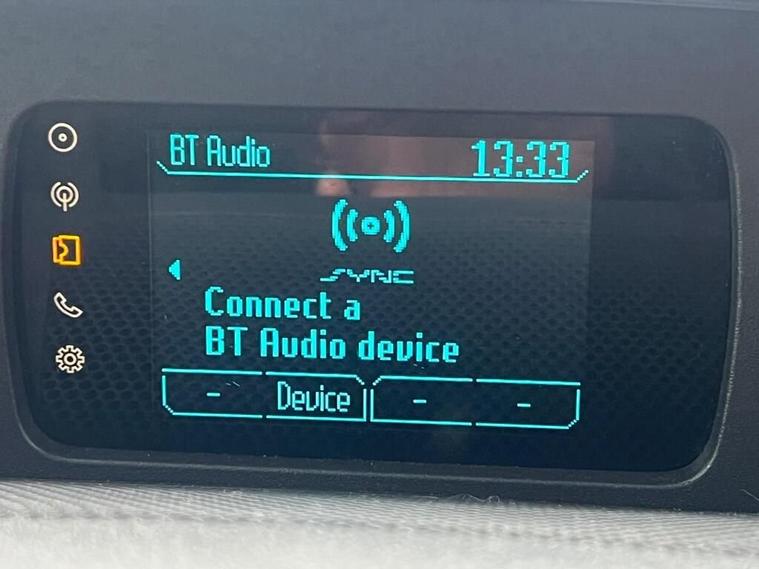 BT Audio 13:33
SYNC
Connect a
BT Audio device
- Device - -